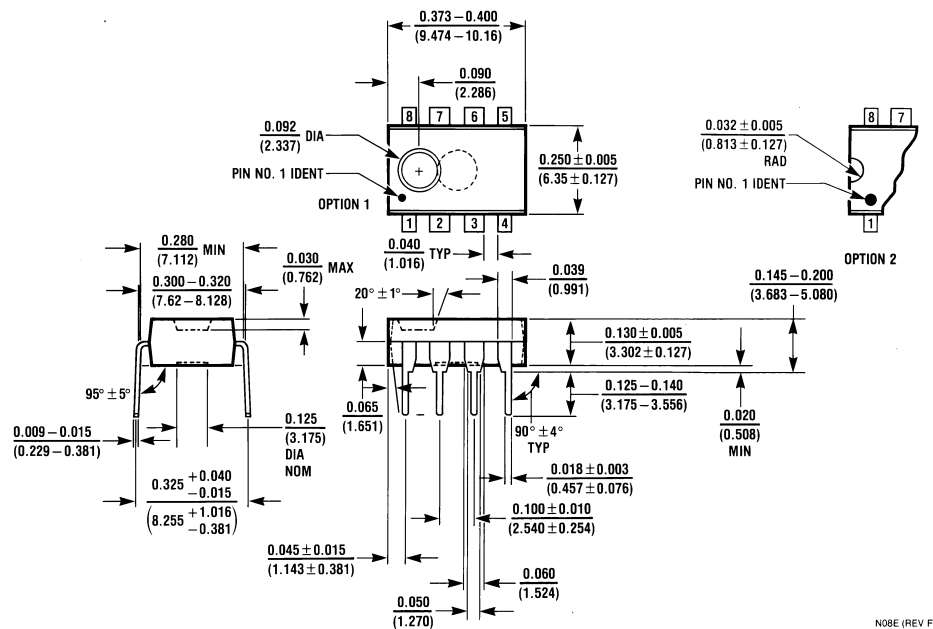 0.373 – 0.400
(9.474 – 10.16)
0.090
(2.286)
8 7 6 5
0.092 DIA
(2.337)
PIN NO. 1 IDENT
OPTION 1
+
0.250 ± 0.005
(6.35 ± 0.127)
1 2 3 4
0.032 ± 0.005
(0.813 ± 0.127)
RAD
PIN NO. 1 IDENT
8 7
1
OPTION 2
0.280 MIN
(7.112)
0.300 – 0.320
(7.62 – 8.128)
0.030 MAX
(0.762)
0.040 TYP
(1.016)
0.039
(0.991)
0.145 – 0.200
(3.683 – 5.080)
20° ± 1°
0.130 ± 0.005
(3.302 ± 0.127)
95° ± 5°
0.065
(1.651)
0.125 – 0.140
(3.175 – 3.556)
0.020
(0.508)
MIN
90° ± 4°
TYP
0.009 – 0.015
(0.229 – 0.381)
0.125
(3.175)
DIA
NOM
0.018 ± 0.003
(0.457 ± 0.076)
0.325 +0.040
–0.015
(8.255 +1.016
–0.381)
0.100 ± 0.010
(2.540 ± 0.254)
0.045 ± 0.015
(1.143 ± 0.381)
0.060
(1.524)
0.050
(1.270)
N08E (REV F